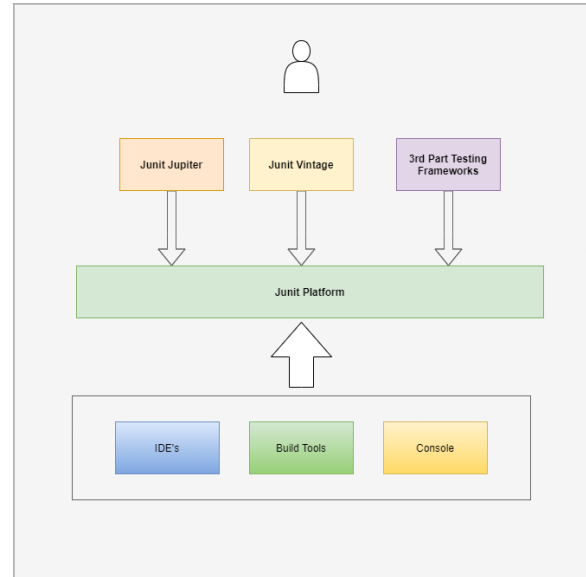 Junit Jupiter
Junit Vintage
3rd Part Testing
Frameworks
Junit Platform
IDE's
Build Tools
Console